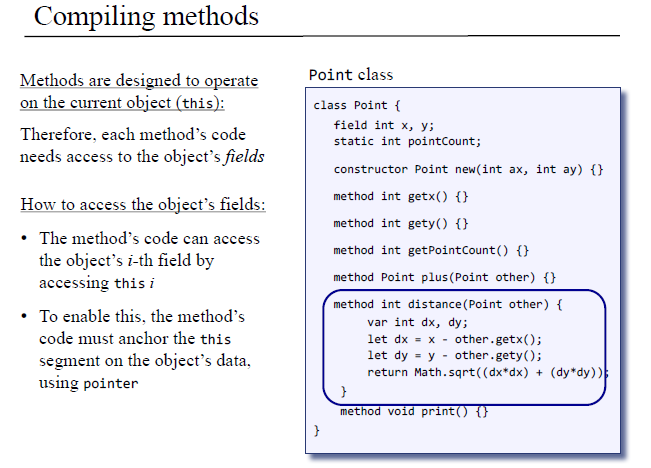 Compiling methods
Methods are designed to operate
on the current object (this):
Therefore, each method’s code
needs access to the object’s fields
How to access the object’s fields:
• The method’s code can access
the object’s i-th field by
accessing this i
• To enable this, the method’s
code must anchor the this
segment on the object’s data,
using pointer
Point class
class Point {
field int x, y;
static int pointCount;
constructor Point new(int ax, int ay) {}
method int getx() {}
method int gety() {}
method int getPointCount() {}
method Point plus(Point other) {}
method int distance(Point other) {
var int dx, dy;
let dx = x - other.getx();
let dy = y - other.gety();
return Math.sqrt((dx*dx) + (dy*dy));
}
method void print() {}
}